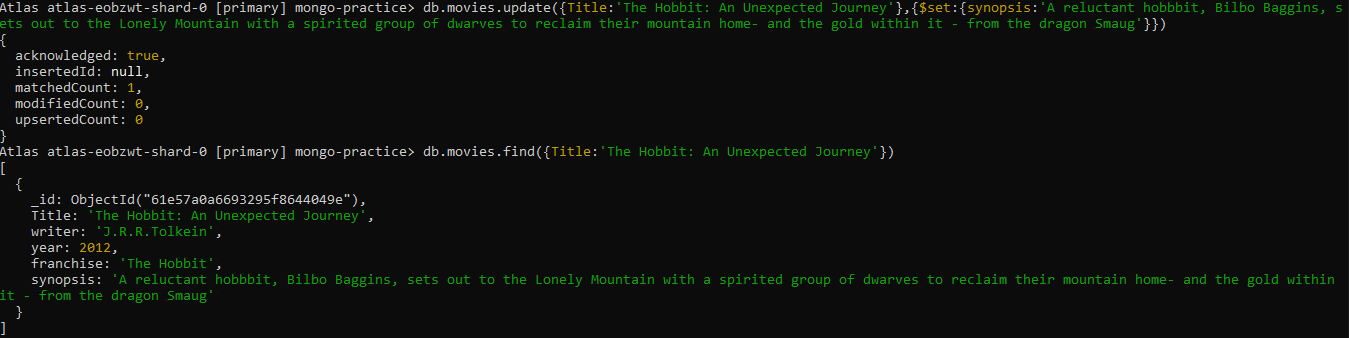 Atlas atlas-eobzwt-shard-0 [primary] mongo-practice> db.movies.update({Title:'The Hobbit: An Unexpected Journey'},{$set:{synopsis:'A reluctant hobbbit, Bilbo Baggins, s
ets out to the Lonely Mountain with a spirited group of dwarves to reclaim their mountain home- and the gold within it - from the dragon Smaug'}})
{
  acknowledged: true,
  insertedId: null,
  matchedCount: 1,
  modifiedCount: 0,
  upsertedCount: 0
}
Atlas atlas-eobzwt-shard-0 [primary] mongo-practice> db.movies.find({Title:'The Hobbit: An Unexpected Journey'})
[
  {
    _id: ObjectId("61e57a0a6693295f8644049e"),
    Title: 'The Hobbit: An Unexpected Journey',
    writer: 'J.R.R.Tolkein',
    year: 2012,
    franchise: 'The Hobbit',
    synopsis: 'A reluctant hobbbit, Bilbo Baggins, sets out to the Lonely Mountain with a spirited group of dwarves to reclaim their mountain home- and the gold within
it - from the dragon Smaug'
  }
]